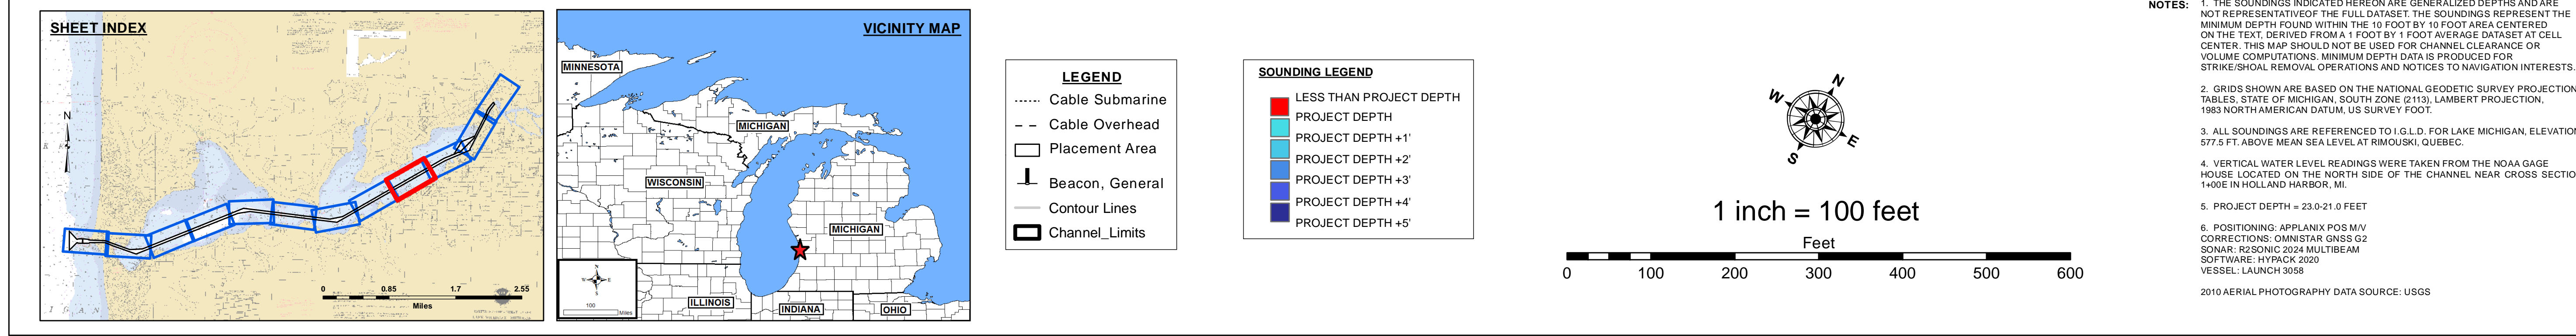 SHEET INDEX
N
0 0.85 1.7 2.55
Miles
VICINITY MAP
MINNESOTA
MICHIGAN
WISCONSIN
MICHIGAN
ILLINOIS
INDIANA
OHIO
N
W E
S
100
Miles
LEGEND
Cable Submarine
Cable Overhead
Placement Area
Beacon, General
Contour Lines
Channel_Limits
SOUNDING LEGEND
LESS THAN PROJECT DEPTH
PROJECT DEPTH
PROJECT DEPTH +1'
PROJECT DEPTH +2'
PROJECT DEPTH +3'
PROJECT DEPTH +4'
PROJECT DEPTH +5'
N
W
E
S
1 inch = 100 feet
Feet
0 100 200 300 400 500 600
NOTES:
1. THE SOUNDINGS INDICATED HEREON ARE GENERALIZED DEPTHS AND ARE
NOT REPRESENTATIVEOF THE FULL DATASET. THE SOUNDINGS REPRESENT THE
MINIMUM DEPTH FOUND WITHIN THE 10 FOOT BY 10 FOOT AREA CENTERED
ON THE TEXT, DERIVED FROM A 1 FOOT BY 1 FOOT AVERAGE DATASET AT CELL
CENTER. THIS MAP SHOULD NOT BE USED FOR CHANNEL CLEARANCE OR
VOLUME COMPUTATIONS. MINIMUM DEPTH DATA IS PRODUCED FOR
STRIKE/SHOAL REMOVAL OPERATIONS AND NOTICES TO NAVIGATION INTERESTS.
2. GRIDS SHOWN ARE BASED ON THE NATIONAL GEODETIC SURVEY PROJECTION
TABLES, STATE OF MICHIGAN, SOUTH ZONE (2113), LAMBERT PROJECTION,
1983 NORTH AMERICAN DATUM, US SURVEY FOOT.
3. ALL SOUNDINGS ARE REFERENCED TO I.G.L.D. FOR LAKE MICHIGAN, ELEVATION
577.5 FT. ABOVE MEAN SEA LEVEL AT RIMOUSKI, QUEBEC.
4. VERTICAL WATER LEVEL READINGS WERE TAKEN FROM THE NOAA GAGE
HOUSE LOCATED ON THE NORTH SIDE OF THE CHANNEL NEAR CROSS SECTIO
1+00E IN HOLLAND HARBOR, MI.
5. PROJECT DEPTH = 23.0-21.0 FEET
6. POSITIONING: APPLANIX POS M/V
CORRECTIONS: OMNISTAR GNSS G2
SONAR: R2SONIC 2024 MULTIBEAM
SOFTWARE: HYPACK 2020
VESSEL: LAUNCH 3058
2010 AERIAL PHOTOGRAPHY DATA SOURCE: USGS